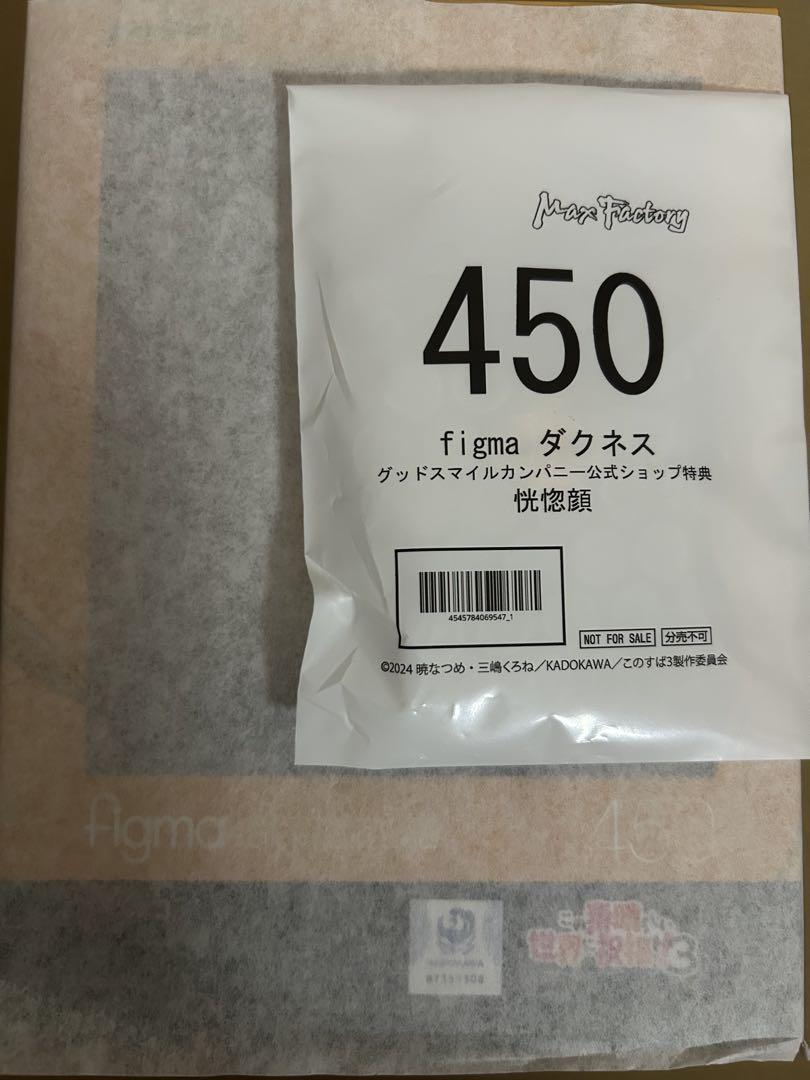 Max Factory
450
figma ダクネス
グッドスマイルカンパニー公式ショップ特典
恍惚顔
4545784069547_1
NOT FOR SALE 分売不可
©2024 暁なつめ・三嶋くろね／KADOKAWA／このすば3製作委員会
figma 450
KADOKAWA